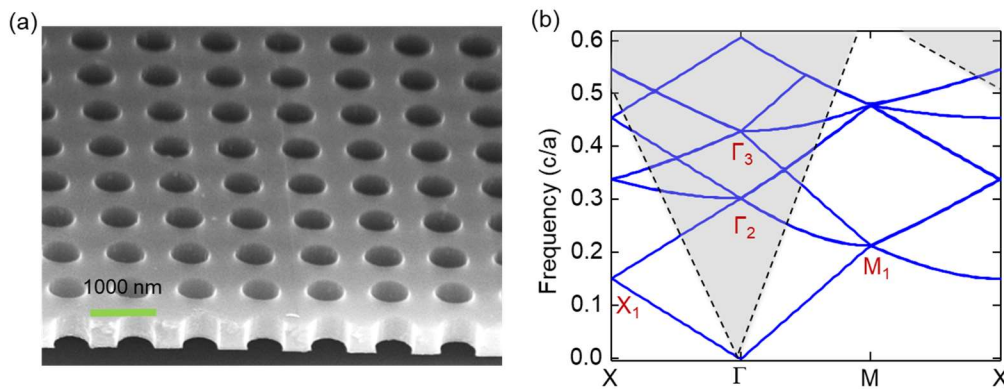 (a)
1000 nm
(b)
Frequency (c/a)
0.6
0.5
0.4
0.3
0.2
0.1
0.0
Γ₃
Γ₂
M₁
X₁
X Γ M X